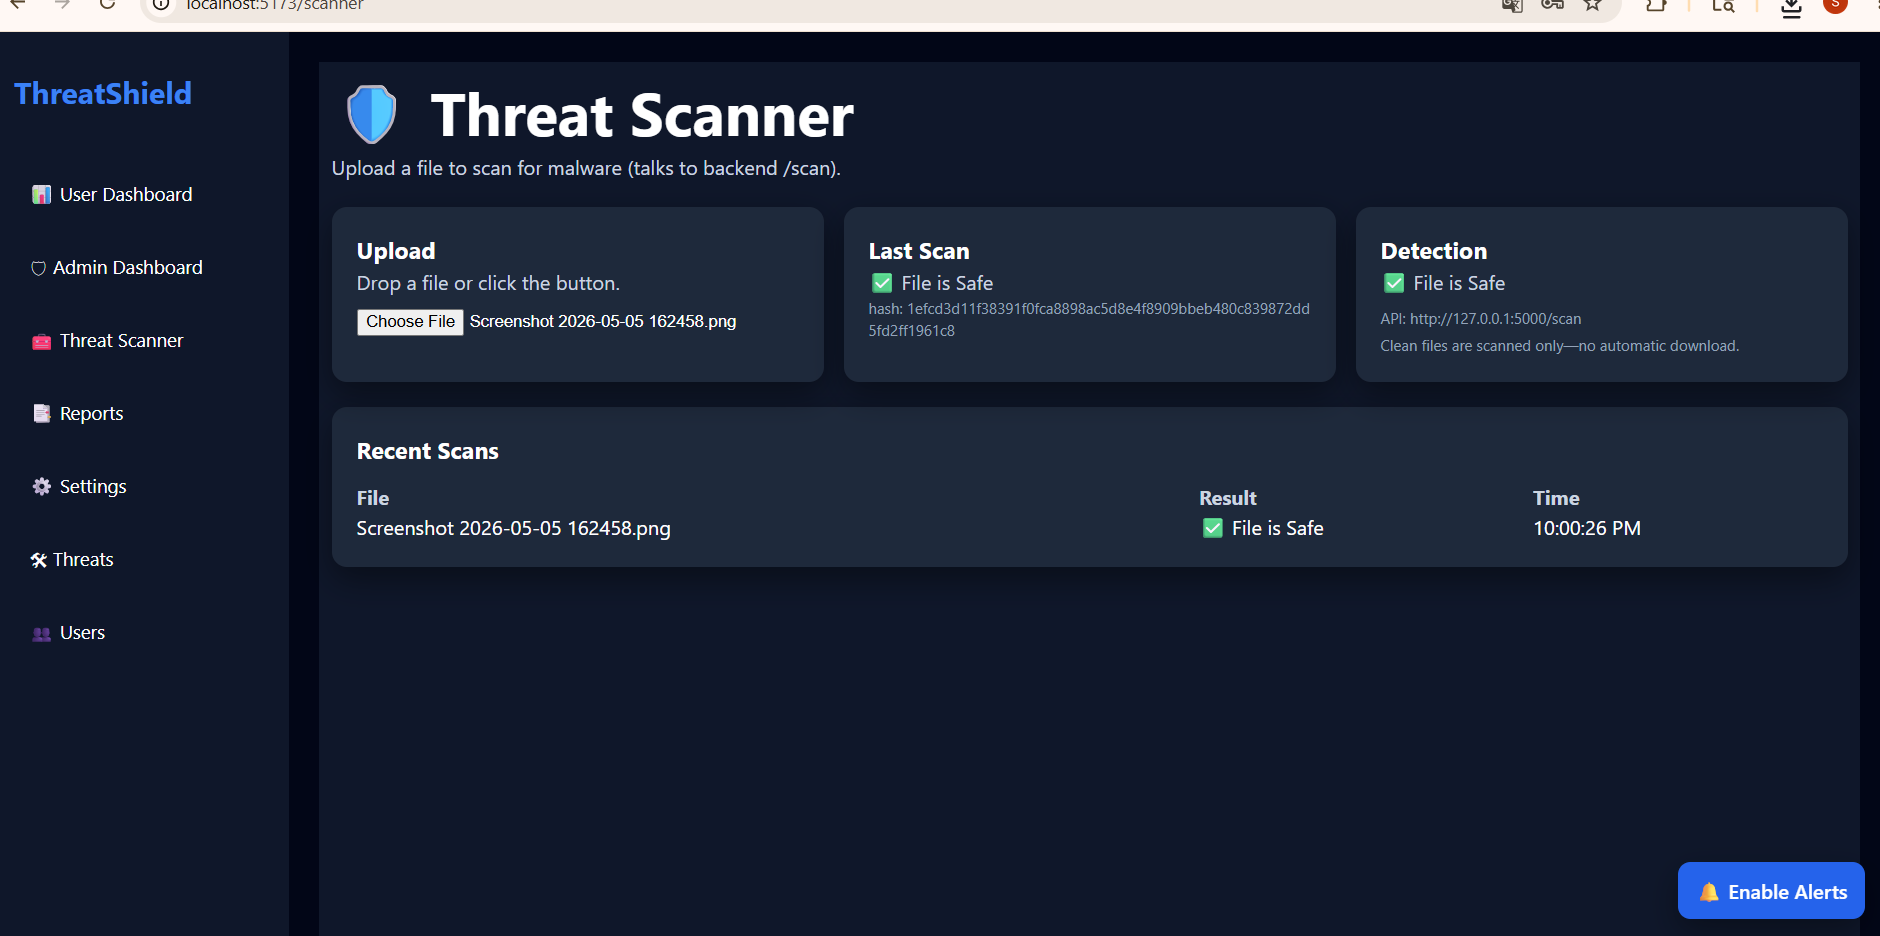 localhost:5173/scanner
S
ThreatShield
User Dashboard
Admin Dashboard
Threat Scanner
Reports
Settings
Threats
Users
Threat Scanner
Upload a file to scan for malware (talks to backend /scan).
Upload
Drop a file or click the button.
Choose File Screenshot 2026-05-05 162458.png
Last Scan
File is Safe
hash: 1efcd3d11f38391f0fca8898ac5d8e4f8909bbeb480c839872dd
5fd2ff1961c8
Detection
File is Safe
API: http://127.0.0.1:5000/scan
Clean files are scanned only—no automatic download.
Recent Scans
File Result Time
Screenshot 2026-05-05 162458.png File is Safe 10:00:26 PM
Enable Alerts